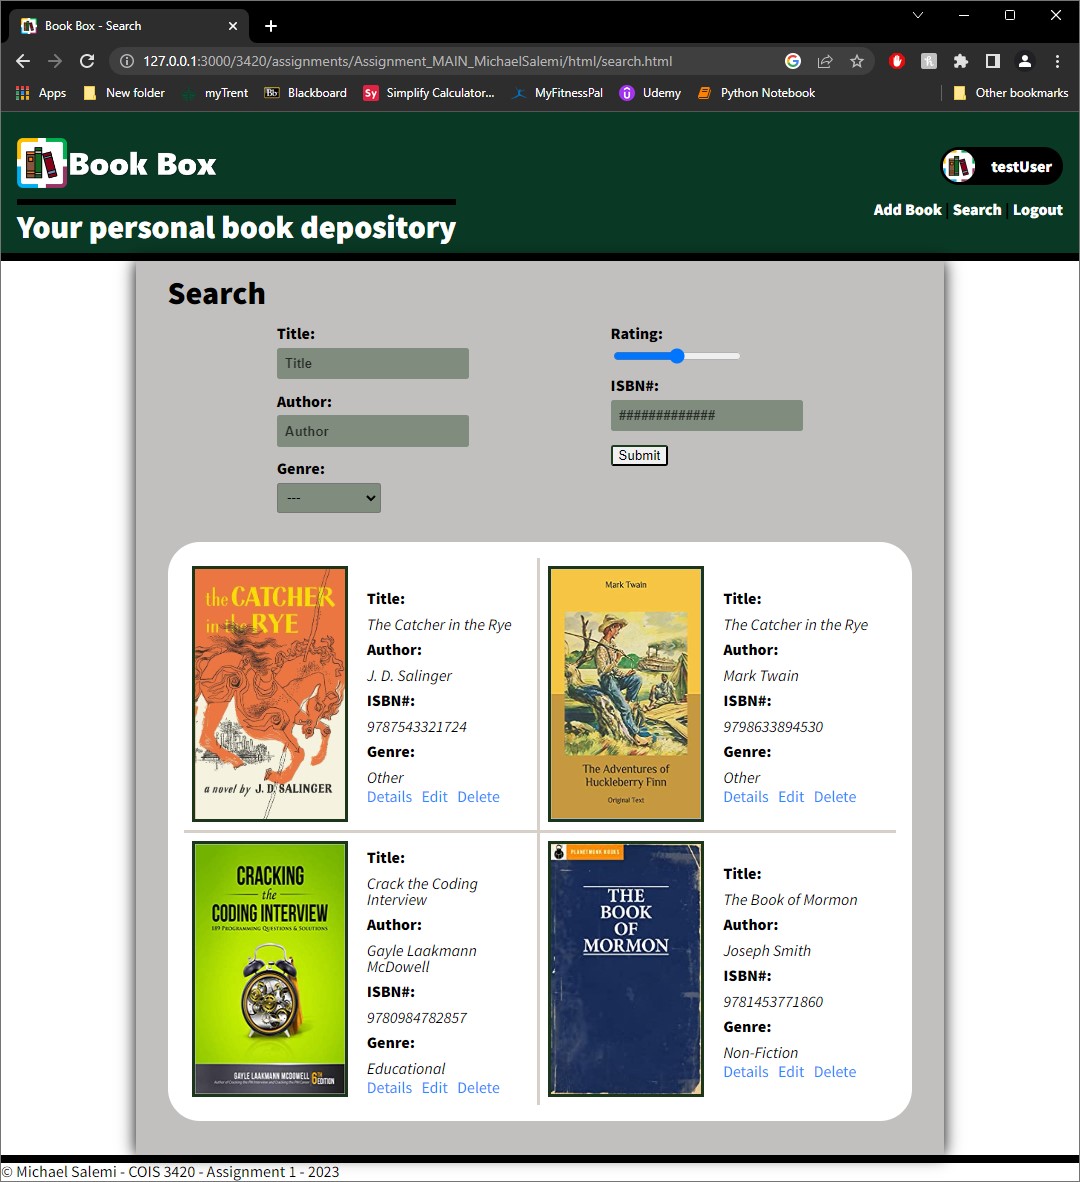 Book Box - Search
127.0.0.1:3000/3420/assignments/Assignment_MAIN_MichaelSalemi/html/search.html
Apps New folder myTrent Bb Blackboard Sy Simplify Calculator... MyFitnessPal Udemy Python Notebook Other bookmarks
Book Box
testUser
Your personal book depository
Add Book | Search | Logout
Search
Title:
Title
Author:
Author
Genre:
---
Rating:
ISBN#:
#############
Submit
the CATCHER
in the RYE
a novel by J. D. SALINGER
Title:
The Catcher in the Rye
Author:
J. D. Salinger
ISBN#:
9787543321724
Genre:
Other
Details Edit Delete
Mark Twain
The Adventures of
Huckleberry Finn
Original Text
Title:
The Catcher in the Rye
Author:
Mark Twain
ISBN#:
9798633894530
Genre:
Other
Details Edit Delete
CRACKING
the
CODING INTERVIEW
189 PROGRAMMING QUESTIONS & SOLUTIONS
GAYLE LAAKMANN MCDOWELL
6TH EDITION
Title:
Crack the Coding
Interview
Author:
Gayle Laakmann
McDowell
ISBN#:
9780984782857
Genre:
Educational
Details Edit Delete
PLANETMONK BOOKS
THE
BOOK
OF
MORMON
Title:
The Book of Mormon
Author:
Joseph Smith
ISBN#:
9781453771860
Genre:
Non-Fiction
Details Edit Delete
© Michael Salemi - COIS 3420 - Assignment 1 - 2023